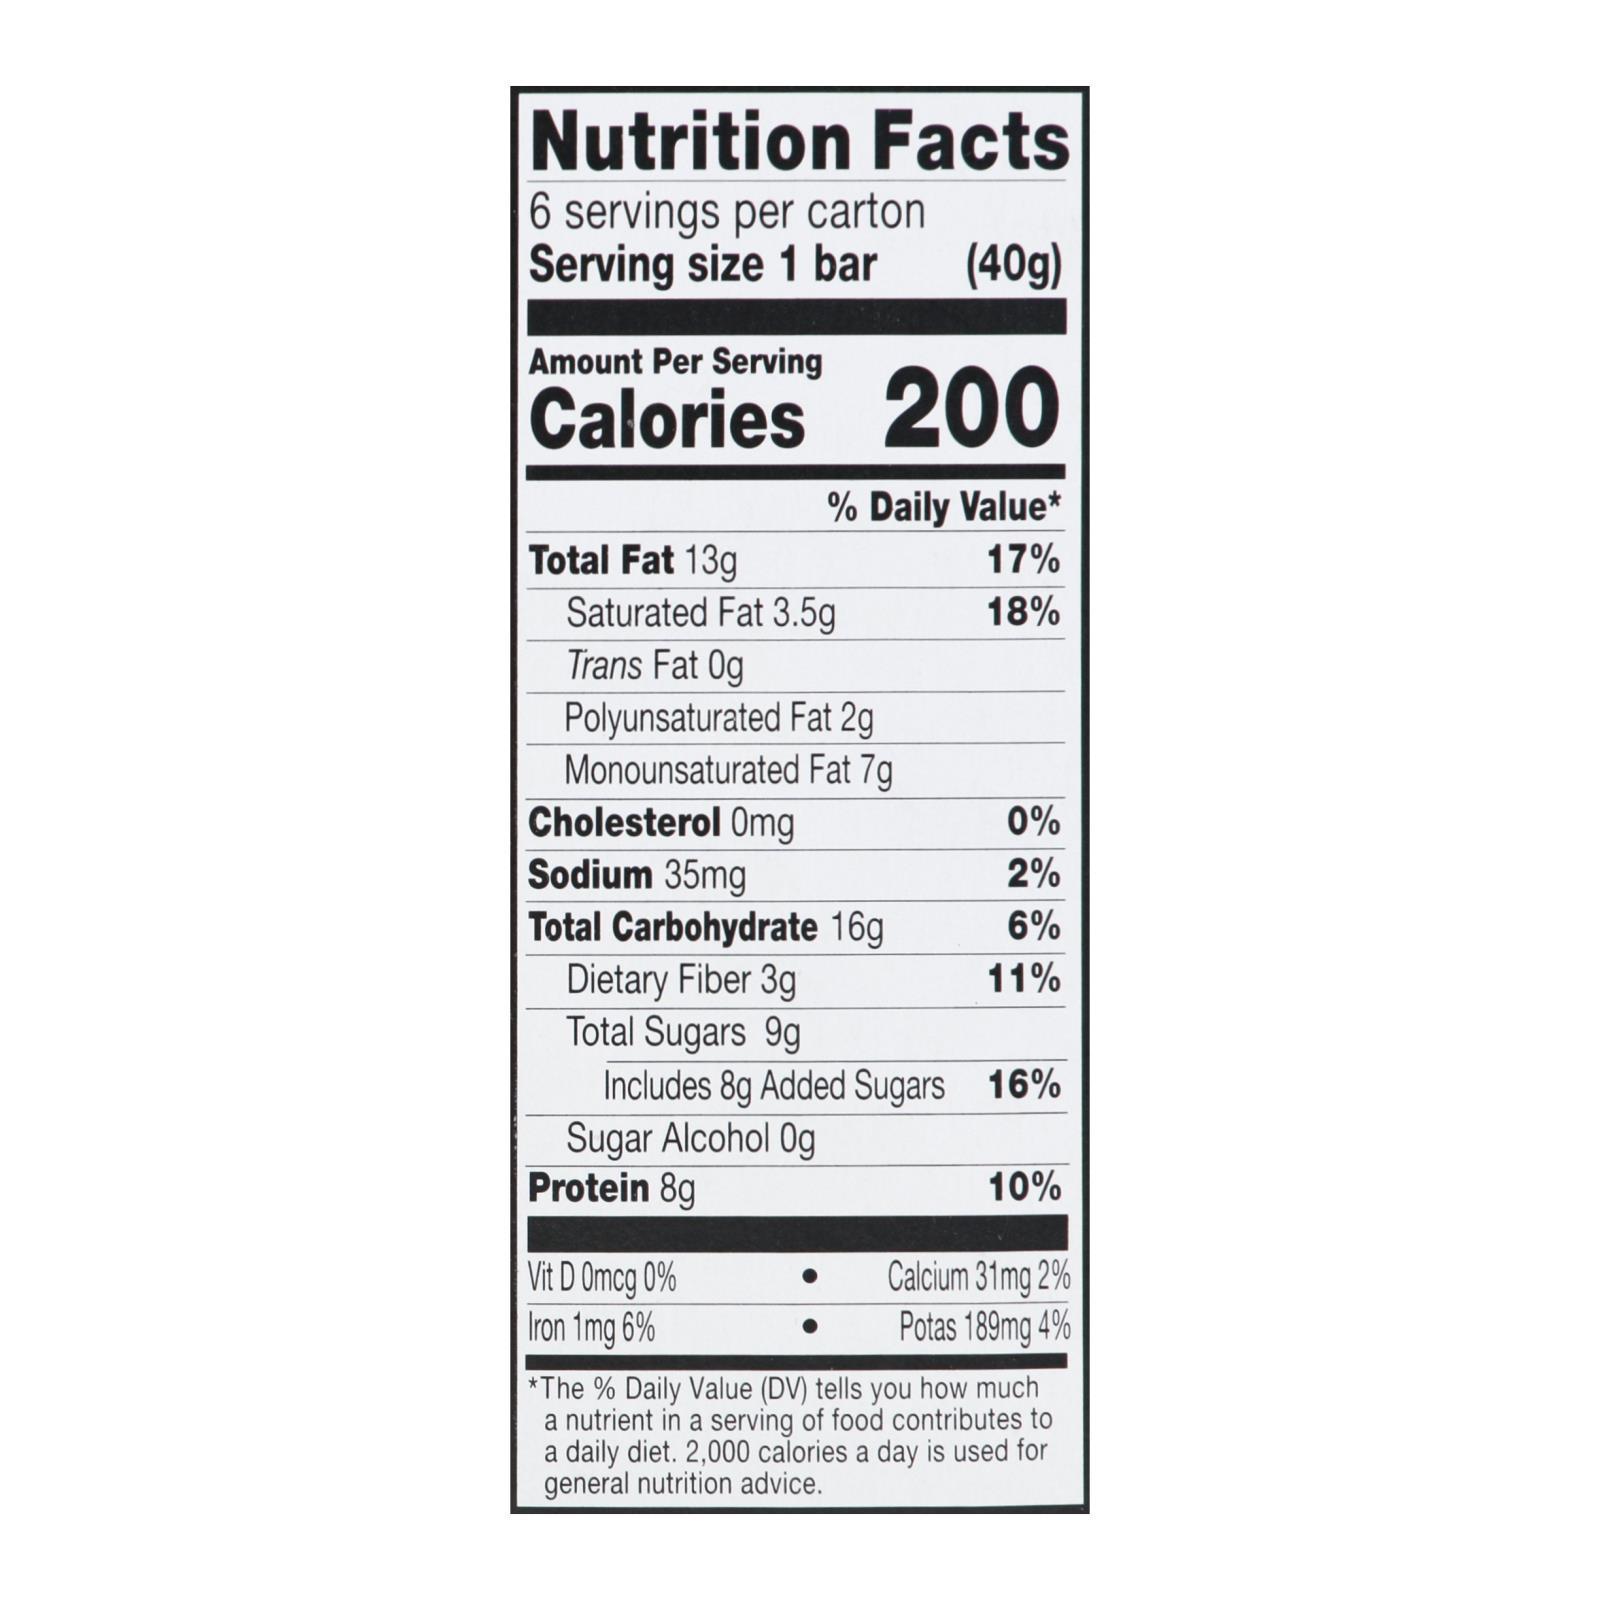 Nutrition Facts
6 servings per carton
Serving size 1 bar (40g)
Amount Per Serving
Calories 200
% Daily Value*
Total Fat 13g 17%
Saturated Fat 3.5g 18%
Trans Fat 0g
Polyunsaturated Fat 2g
Monounsaturated Fat 7g
Cholesterol 0mg 0%
Sodium 35mg 2%
Total Carbohydrate 16g 6%
Dietary Fiber 3g 11%
Total Sugars 9g
Includes 8g Added Sugars 16%
Sugar Alcohol 0g
Protein 8g 10%
Vit D 0mcg 0% • Calcium 31mg 2%
Iron 1mg 6% • Potas 189mg 4%
*The % Daily Value (DV) tells you how much
a nutrient in a serving of food contributes to
a daily diet. 2,000 calories a day is used for
general nutrition advice.